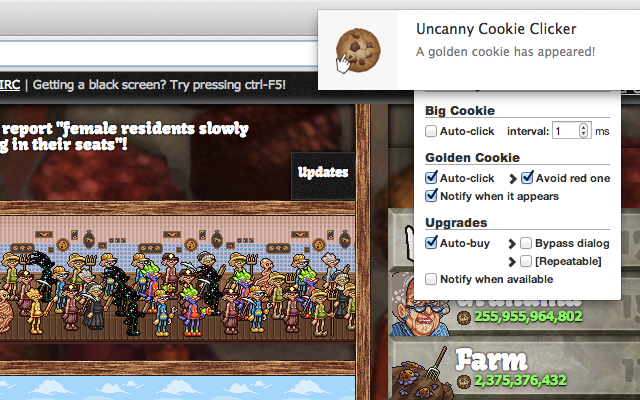 Uncanny Cookie Clicker
A golden cookie has appeared!
IRC | Getting a black screen? Try pressing ctrl-F5!
report "female residents slowly
g in their seats"!
Updates
Big Cookie
Auto-click interval: 1 ms
Golden Cookie
Auto-click Avoid red one
Notify when it appears
Upgrades
Auto-buy Bypass dialog
[Repeatable]
Notify when available
Grandma
255,955,964,802
Farm
2,375,376,432